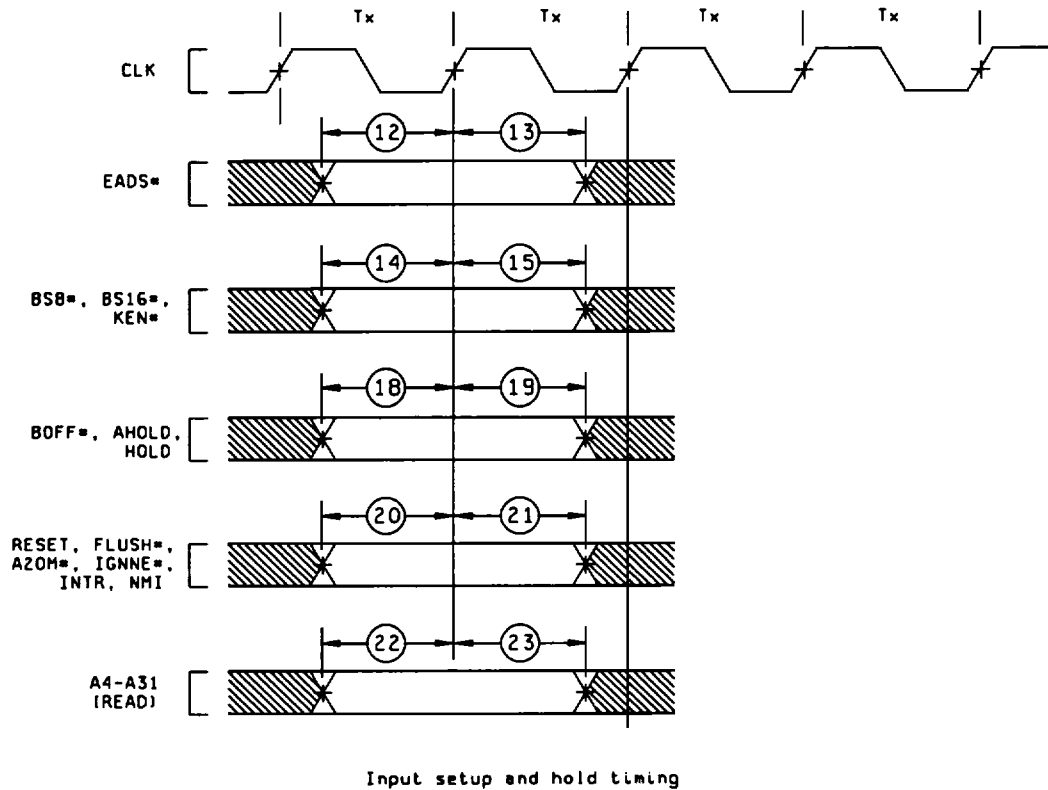 Tx Tx Tx Tx
CLK
12 13
EADS*
14 15
BS8*, BS16*,
KEN*
18 19
BOFF*, AHOLD,
HOLD
20 21
RESET, FLUSH*,
A20M*, IGNNE*,
INTR, NMI
22 23
A4-A31
(READ)
Input setup and hold timing